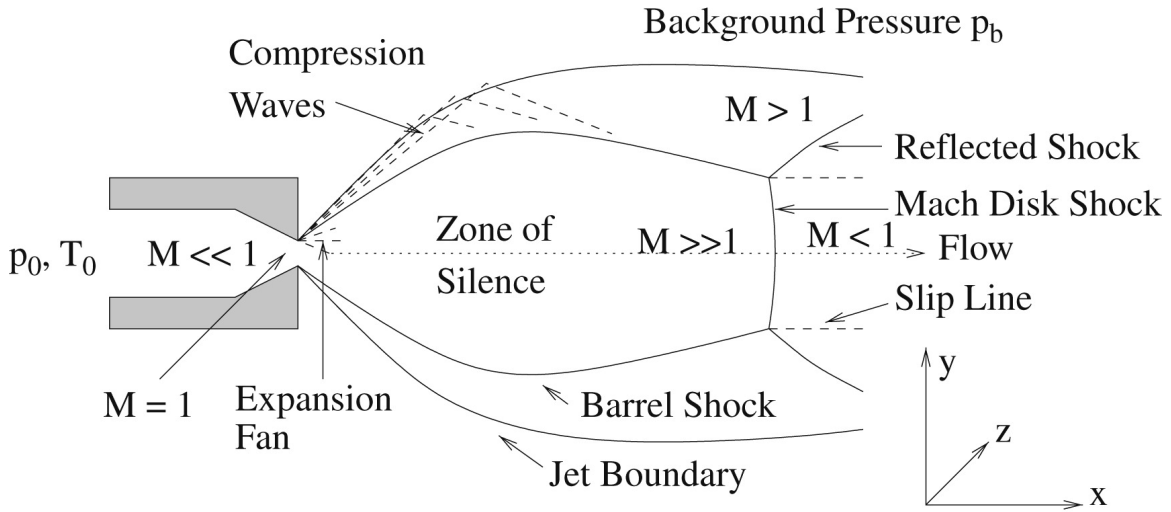 Background Pressure p_b
Compression
Waves
M > 1
Reflected Shock
Mach Disk Shock
Zone of
Silence
M >>1
M < 1
Flow
p_0, T_0
M << 1
Slip Line
M = 1
Expansion
Fan
Barrel Shock
Jet Boundary
y
z
x